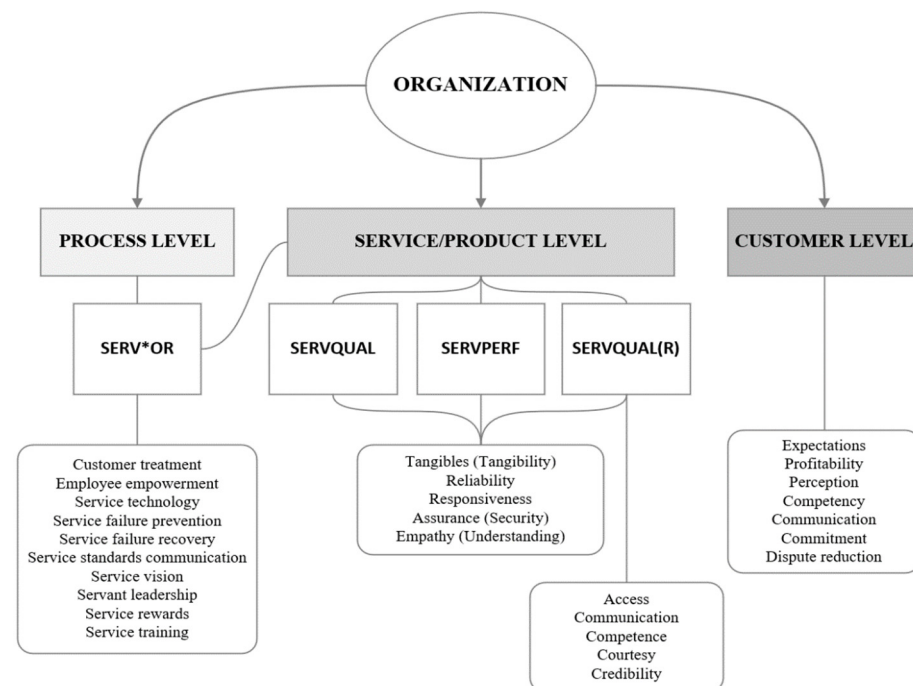 ORGANIZATION
PROCESS LEVEL
SERVICE/PRODUCT LEVEL
CUSTOMER LEVEL
SERV*OR
SERVQUAL
SERVPERF
SERVQUAL(R)
Customer treatment
Employee empowerment
Service technology
Service failure prevention
Service failure recovery
Service standards communication
Service vision
Servant leadership
Service rewards
Service training
Tangibles (Tangibility)
Reliability
Responsiveness
Assurance (Security)
Empathy (Understanding)
Access
Communication
Competence
Courtesy
Credibility
Expectations
Profitability
Perception
Competency
Communication
Commitment
Dispute reduction